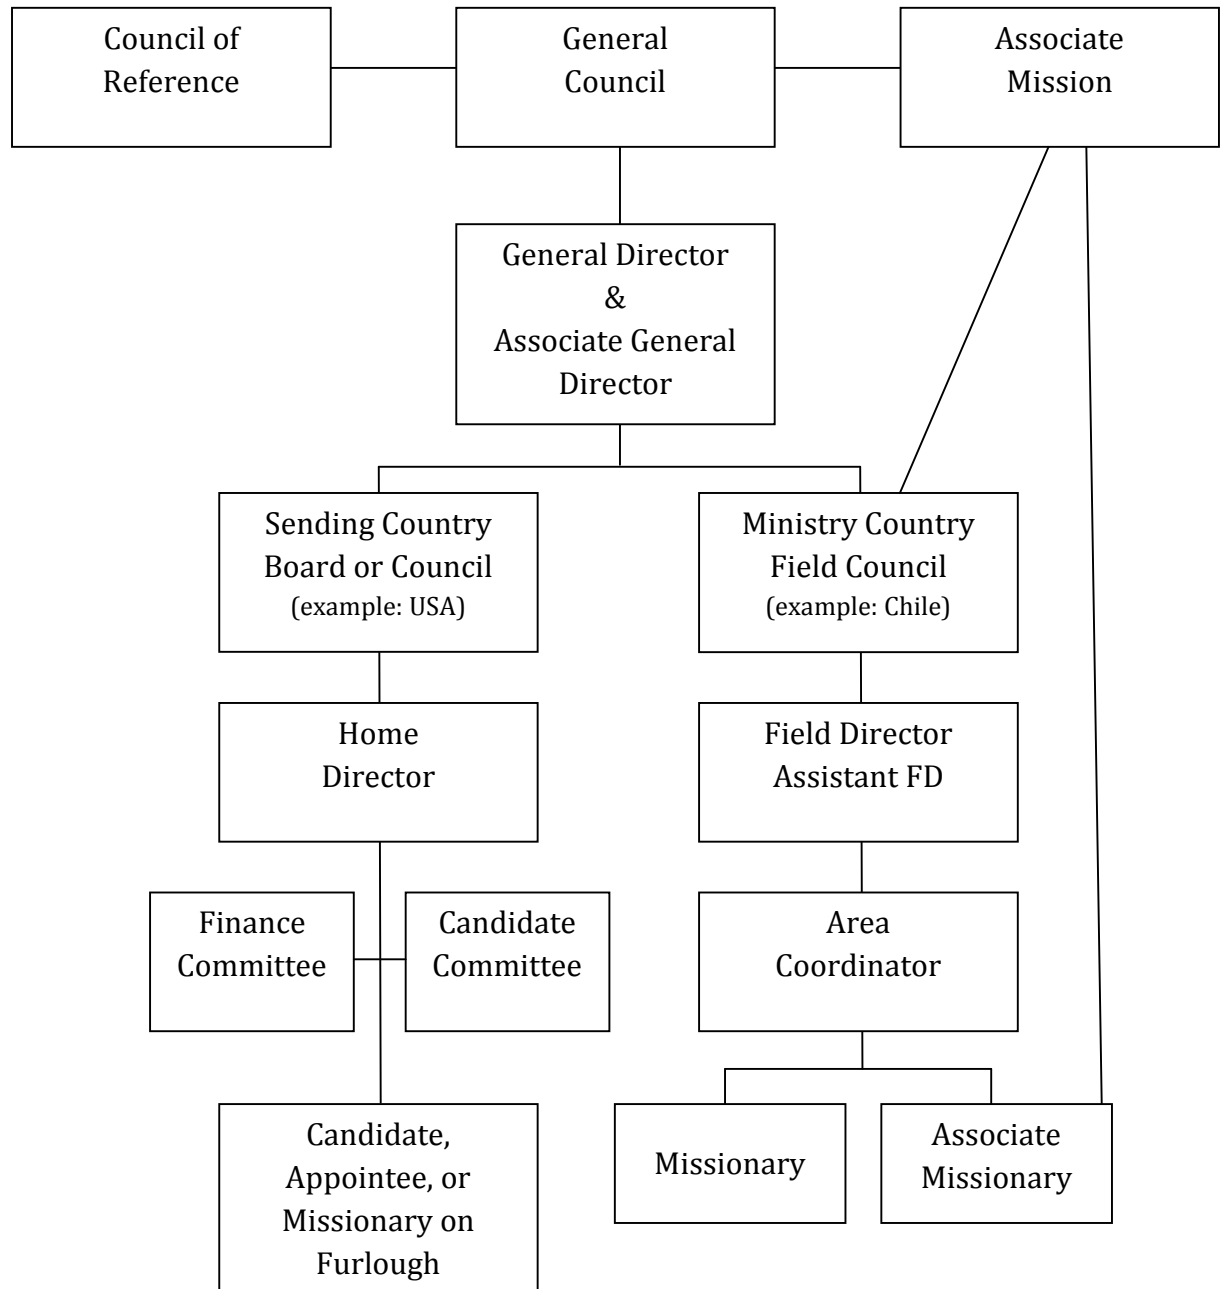 Council of
Reference
General
Council
Associate
Mission
General Director
&
Associate General
Director
Sending Country
Board or Council
(example: USA)
Ministry Country
Field Council
(example: Chile)
Home
Director
Field Director
Assistant FD
Finance
Committee
Candidate
Committee
Area
Coordinator
Candidate,
Appointee, or
Missionary on
Furlough
Missionary
Associate
Missionary